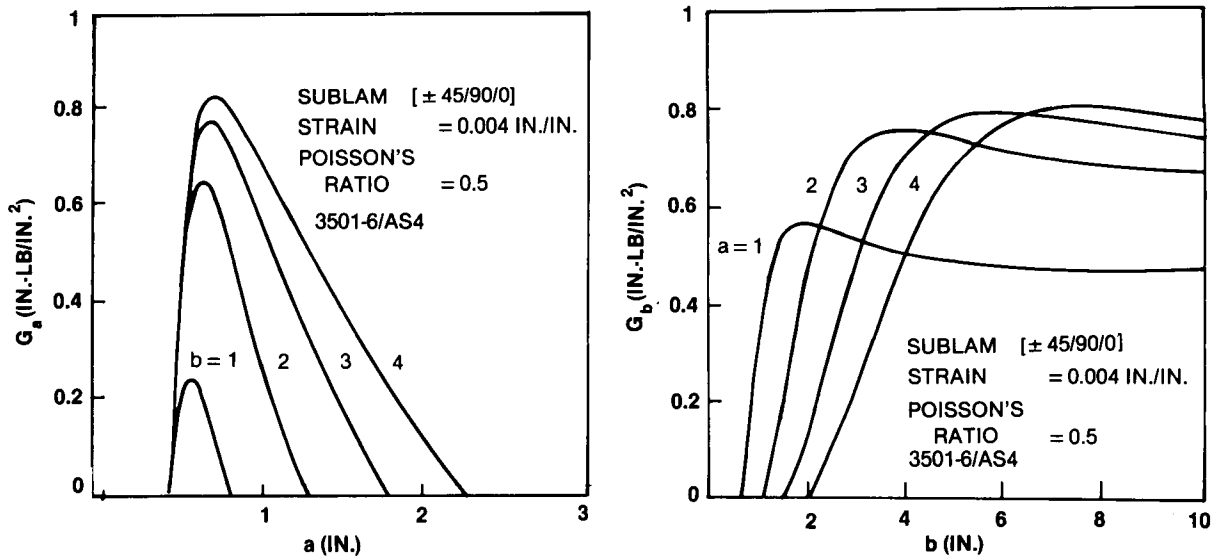 1
0.8
0.6
0.4
0.2
0
G_a (IN.-LB/IN.²)
SUBLAM [± 45/90/0]
STRAIN = 0.004 IN./IN.
POISSON'S
RATIO = 0.5
3501-6/AS4
b = 1
2
3
4
1
2
3
a (IN.)
1
0.8
0.6
0.4
0.2
0
G_b (IN.-LB/IN.²)
a = 1
2
3
4
SUBLAM [± 45/90/0]
STRAIN = 0.004 IN./IN.
POISSON'S
RATIO = 0.5
3501-6/AS4
2
4
6
8
10
b (IN.)